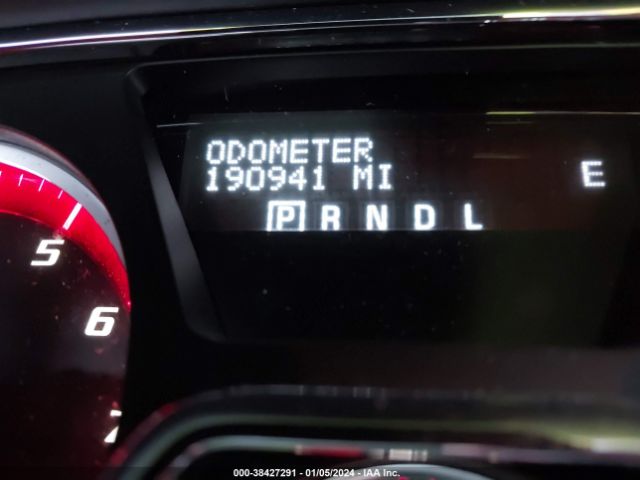 ODOMETER
190941 MI E
P R N D L
5
6
000-38427291 - 01/05/2024 - IAA Inc.